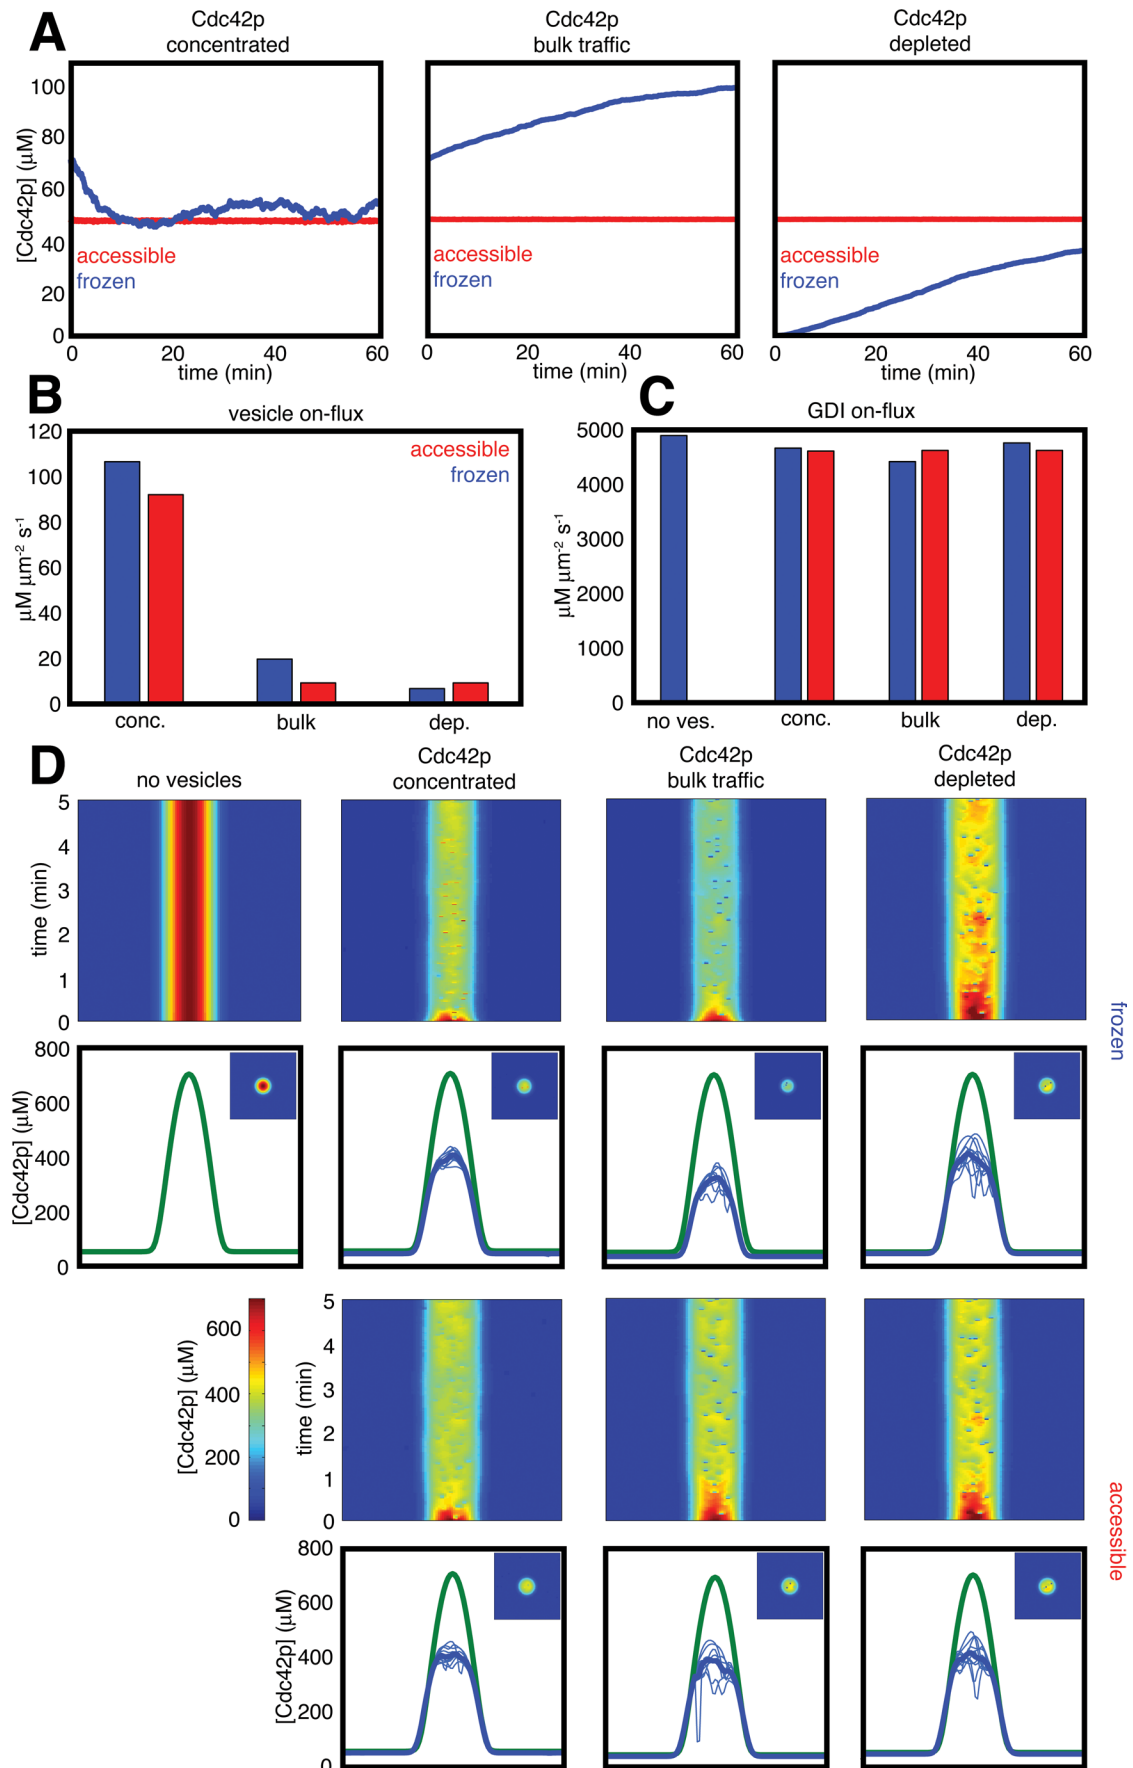 A
Cdc42p
concentrated
Cdc42p
bulk traffic
Cdc42p
depleted
[Cdc42p] (μM)
100
80
60
40
20
0
accessible
frozen
accessible
frozen
accessible
frozen
0 20 40 60
0 20 40 60
0 20 40 60
time (min)
time (min)
time (min)
B
vesicle on-flux
μM μm⁻² s⁻¹
120
100
80
60
40
20
0
accessible
frozen
conc. bulk dep.
C
GDI on-flux
μM μm⁻² s⁻¹
5000
4000
3000
2000
1000
0
no ves. conc. bulk dep.
D
no vesicles
Cdc42p
concentrated
Cdc42p
bulk traffic
Cdc42p
depleted
time (min)
5
4
3
2
1
0
frozen
[Cdc42p] (μM)
800
600
400
200
0
[Cdc42p] (μM)
600
400
200
0
time (min)
5
4
3
2
1
0
accessible
[Cdc42p] (μM)
800
600
400
200
0